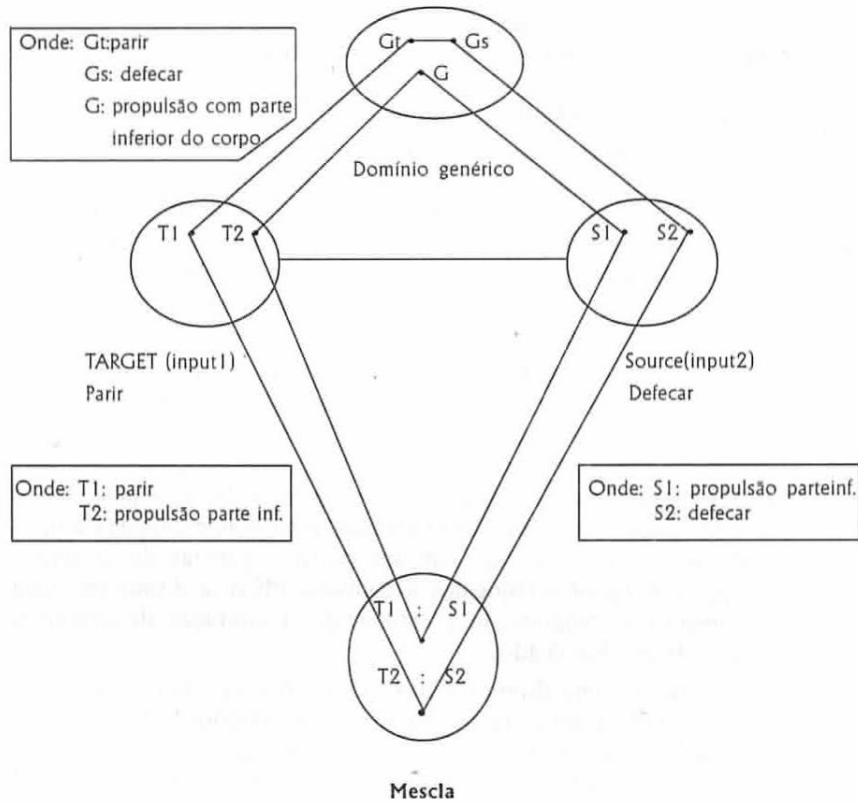 Onde: Gt:parir
Gs: defecar
G: propulsão com parte
inferior do corpo
Gt Gs
G
Domínio genérico
T1 T2
S1 S2
TARGET (input1)
Parir
Source(input2)
Defecar
Onde: T1: parir
T2: propulsão parte inf.
Onde: S1: propulsão parteinf.
S2: defecar
T1 : S1
T2 : S2
Mescla